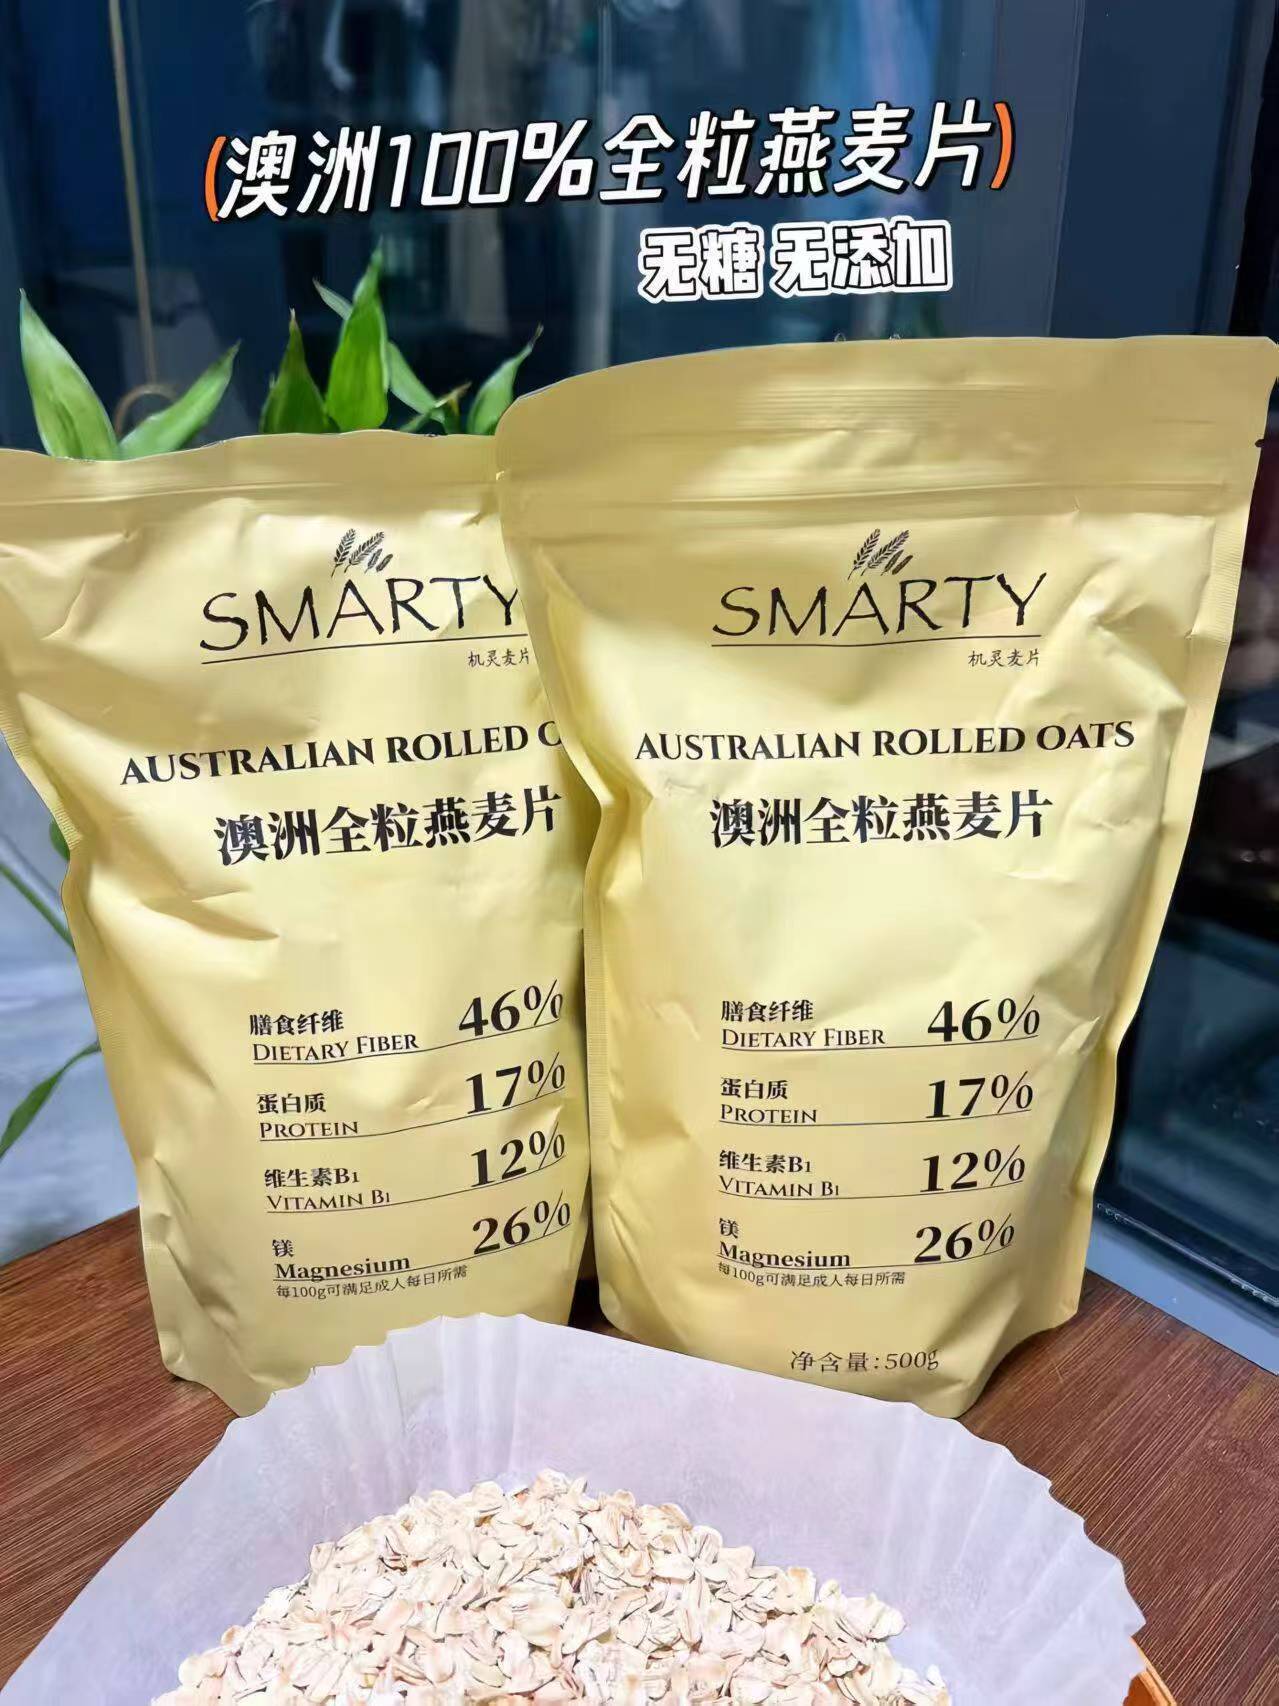 (澳洲100%全粒燕麦片)
无糖 无添加
SMARTY
机灵麦片
AUSTRALIAN ROLLED O
澳洲全粒燕麦片
膳食纤维
DIETARY FIBER 46%
蛋白质
PROTEIN 17%
维生素B1
VITAMIN B1 12%
镁
Magnesium 26%
每100g可满足成人每日所需
SMARTY
机灵麦片
AUSTRALIAN ROLLED OATS
澳洲全粒燕麦片
膳食纤维
DIETARY FIBER 46%
蛋白质
PROTEIN 17%
维生素B1
VITAMIN B1 12%
镁
Magnesium 26%
每100g可满足成人每日所需
净含量:500g